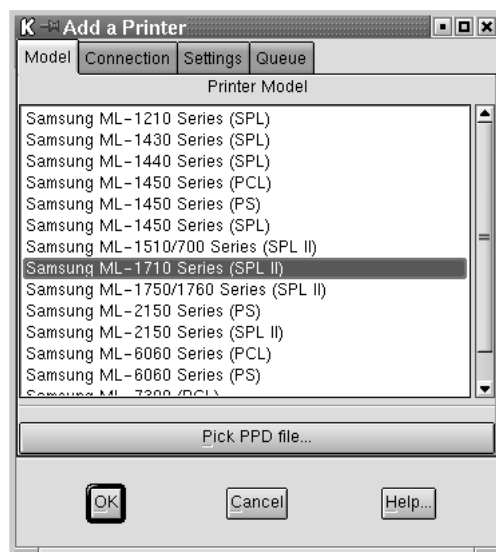 K Add a Printer
Model Connection Settings Queue
Printer Model
Samsung ML-1210 Series (SPL)
Samsung ML-1430 Series (SPL)
Samsung ML-1440 Series (SPL)
Samsung ML-1450 Series (PCL)
Samsung ML-1450 Series (PS)
Samsung ML-1450 Series (SPL)
Samsung ML-1510/700 Series (SPL II)
Samsung ML-1710 Series (SPL II)
Samsung ML-1750/1760 Series (SPL II)
Samsung ML-2150 Series (PS)
Samsung ML-2150 Series (SPL II)
Samsung ML-6060 Series (PCL)
Samsung ML-6060 Series (PS)
Samsung ML-7300 (PCL)
Pick PPD file...
OK Cancel Help...